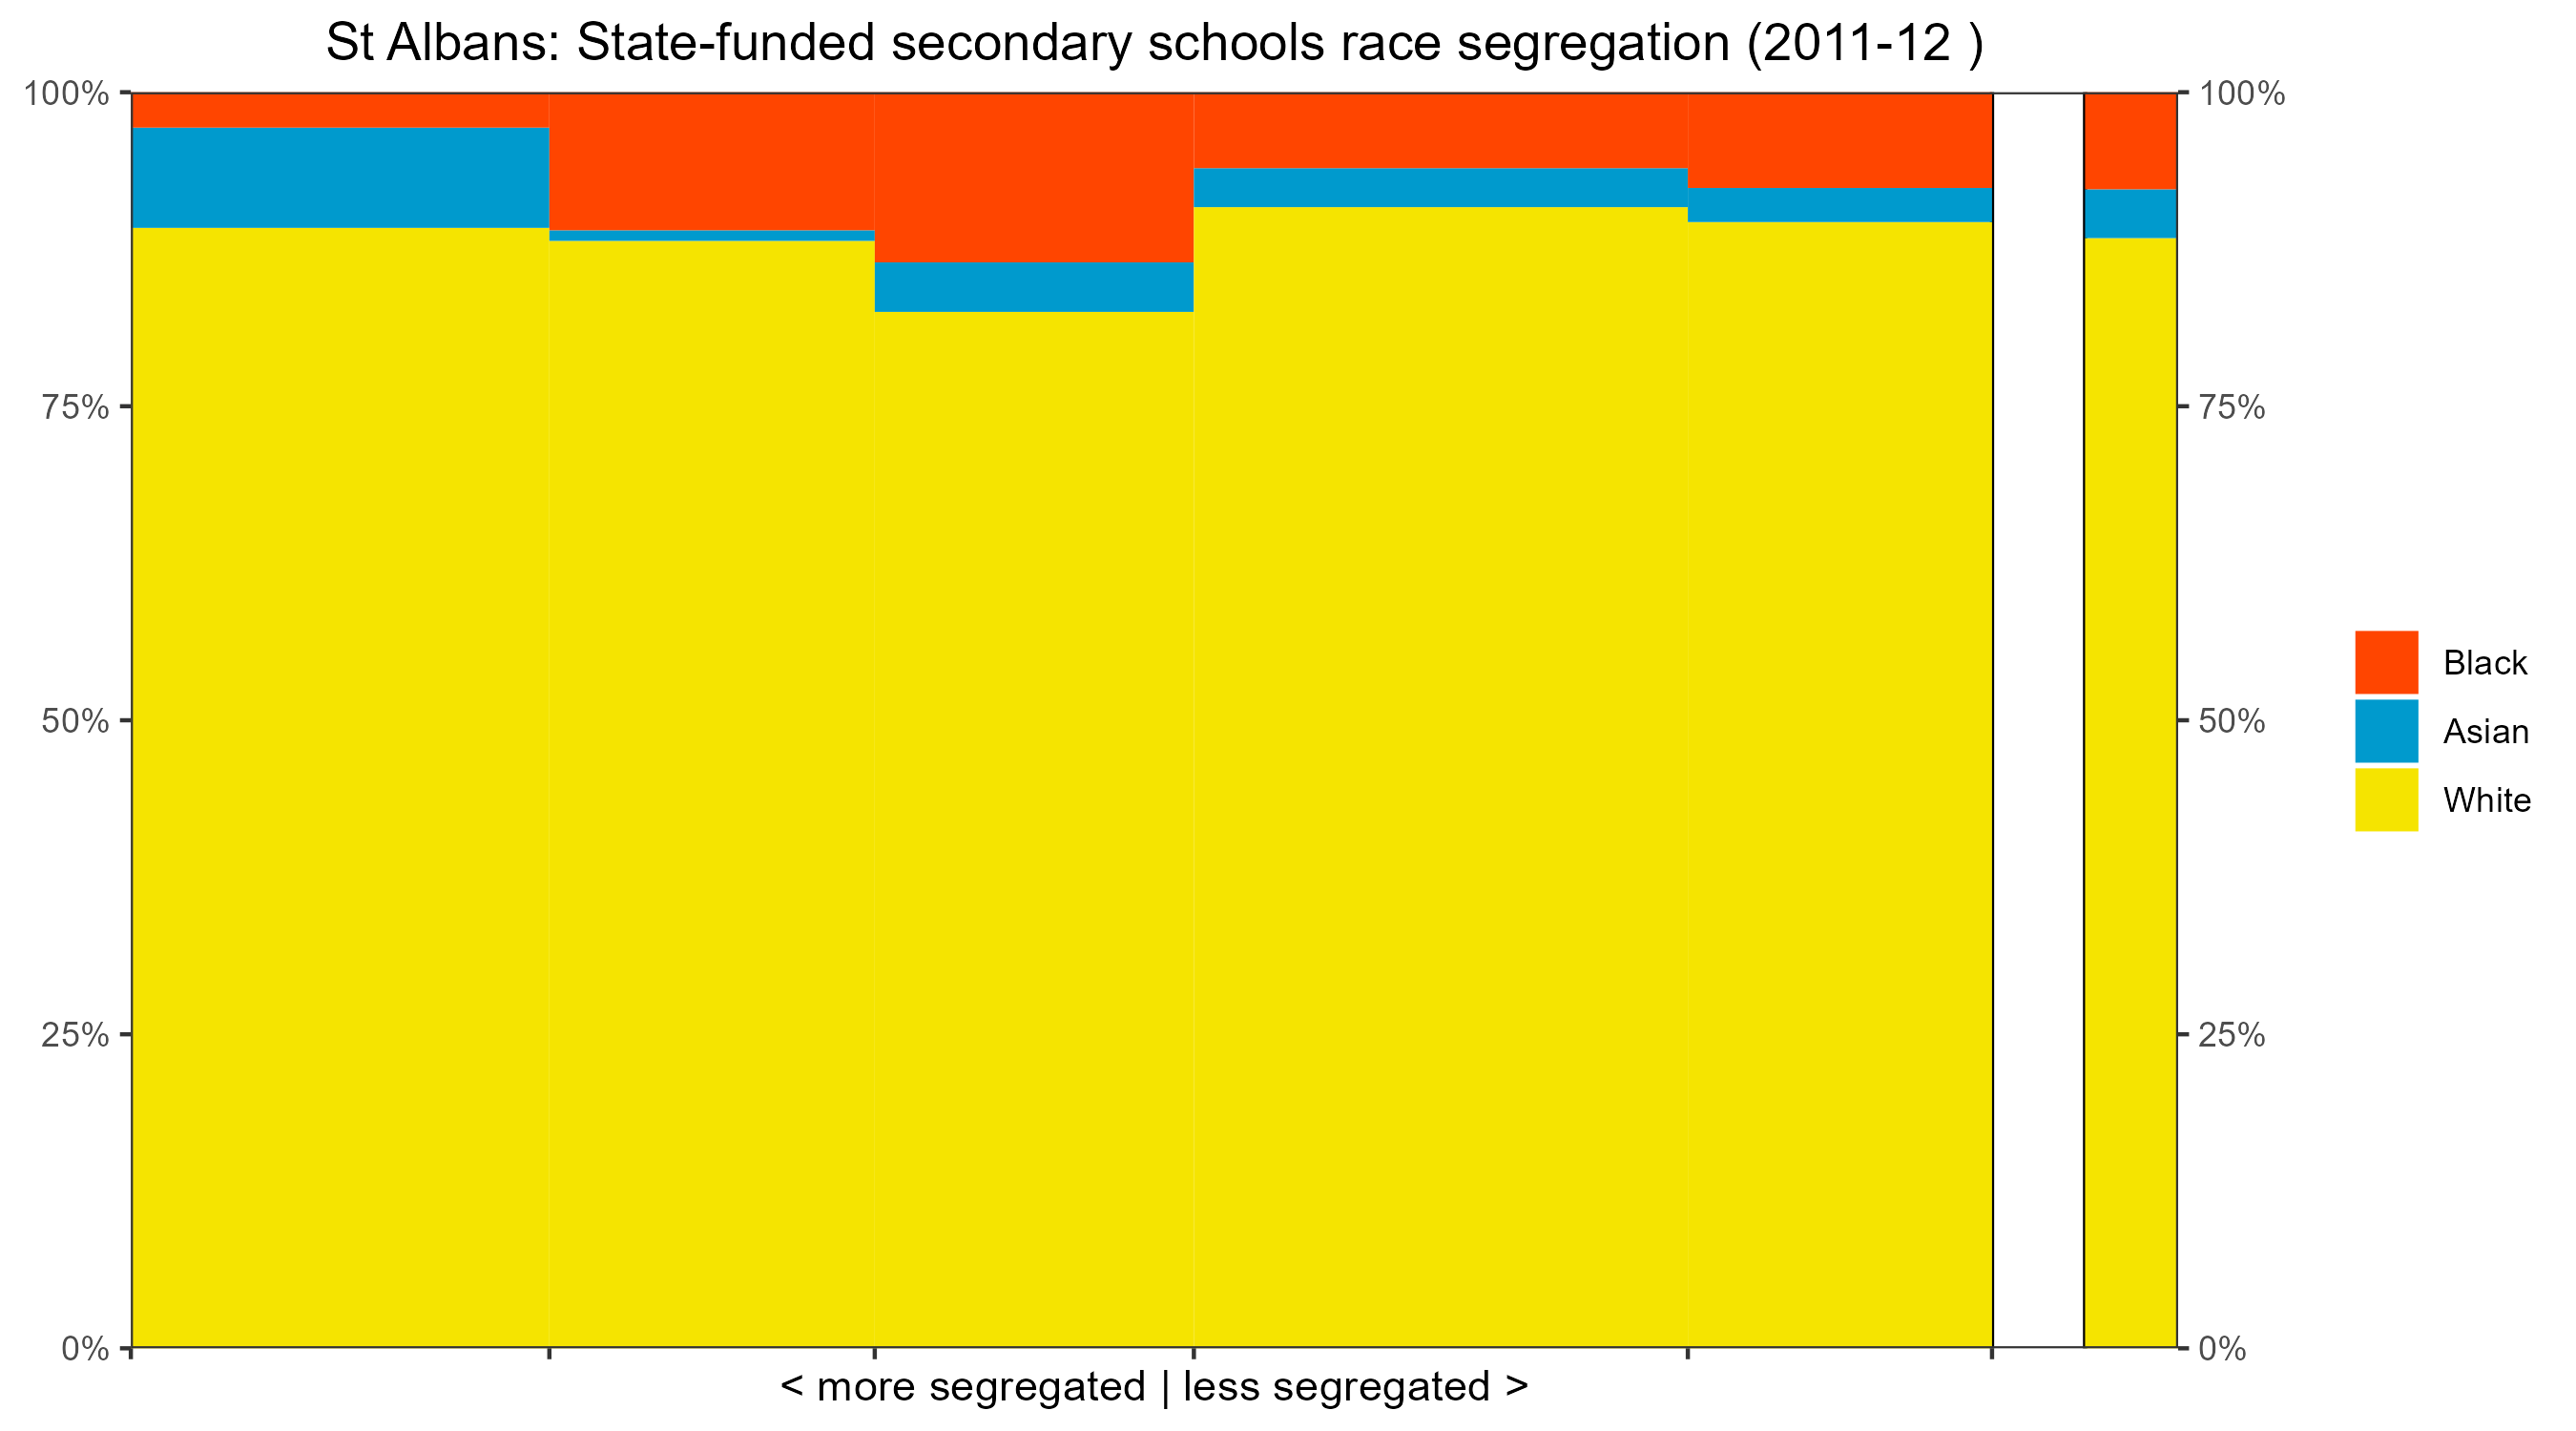 St Albans: State-funded secondary schools race segregation (2011-12 )
100%
75%
50%
25%
0%
100%
75%
50%
25%
0%
Black
Asian
White
< more segregated | less segregated >